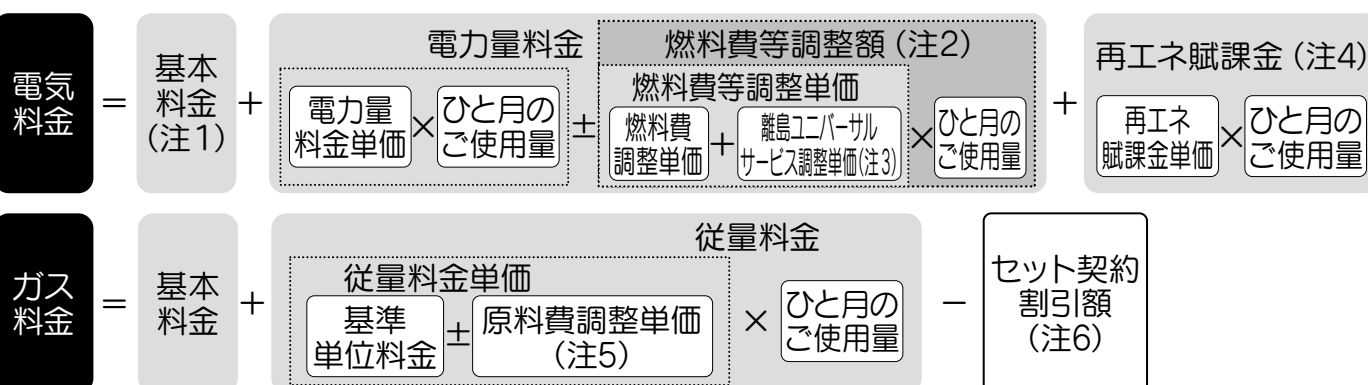 電気
料金
=
基本
料金
(注1)
+
電力量料金
電力量
料金単価
×
ひと月の
ご使用量
±
燃料費等調整額(注2)
燃料費等調整単価
燃料費
調整単価
+
離島ユニバーサル
サービス調整単価(注3)
×
ひと月の
ご使用量
+
再エネ賦課金(注4)
再エネ
賦課金単価
×
ひと月の
ご使用量
ガス
料金
=
基本
料金
+
従量料金
従量料金単価
基準
単位料金
±
原料費調整単価
(注5)
×
ひと月の
ご使用量
−
セット契約
割引額
(注6)